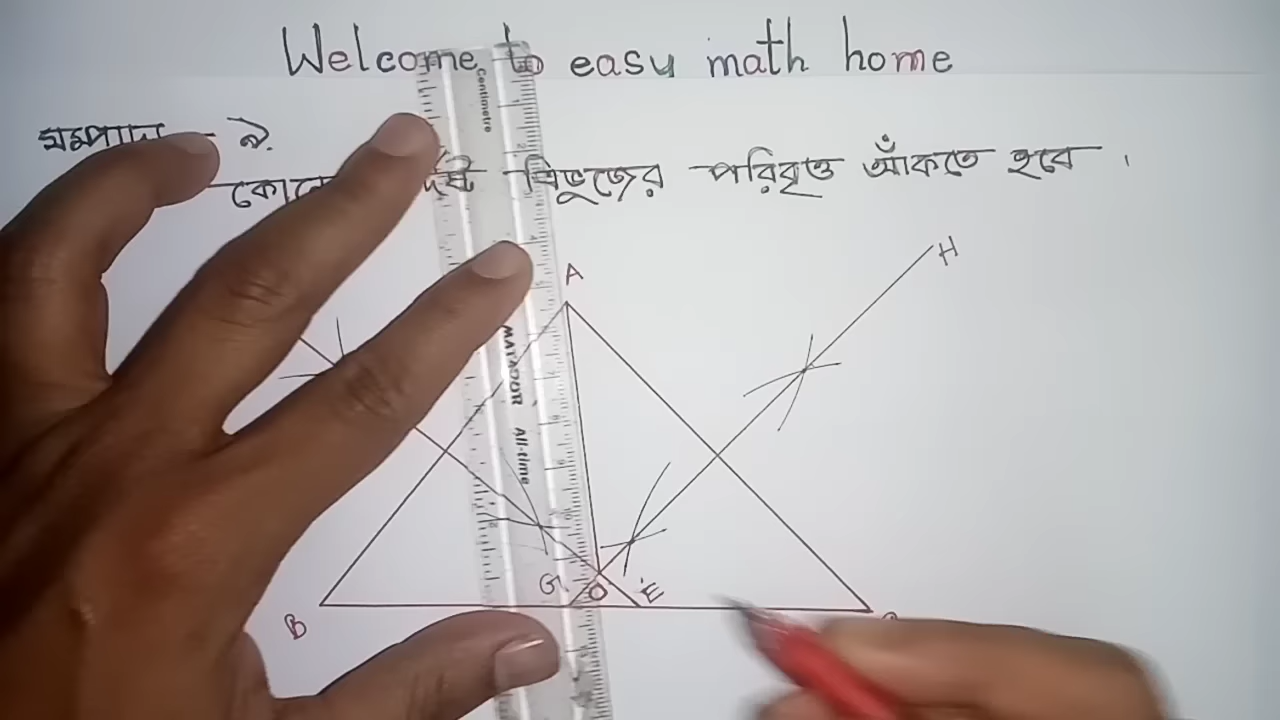 Welcome to easy math home
সম্পাদ্য - ৯.
ত্রিভুজের পরিবৃত্ত আঁকতে হবে ।
A
H
G O E
B
Centimetre
MATADOR All-time